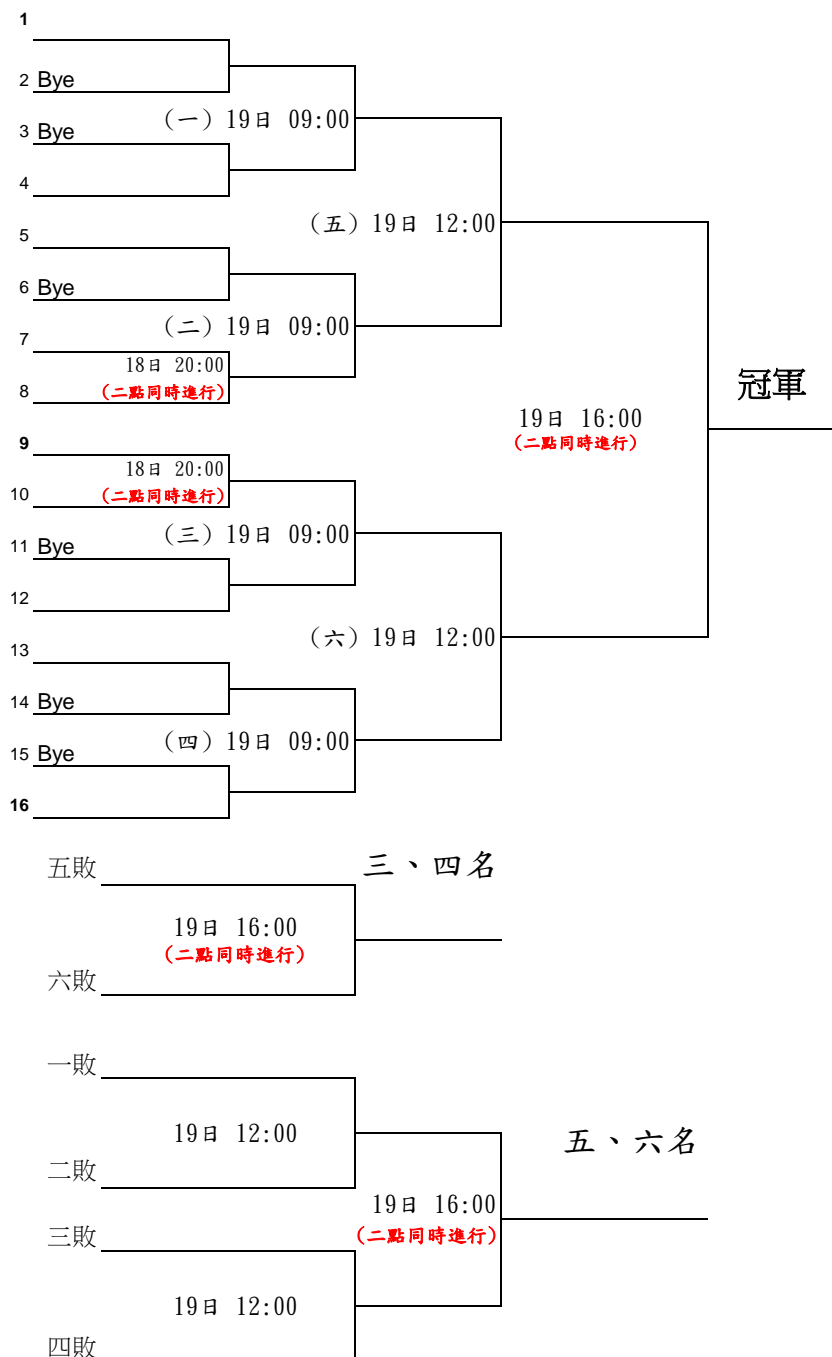 1
2 Bye
(一) 19日 09:00
3 Bye
4
5
(五) 19日 12:00
6 Bye
(二) 19日 09:00
7
18日 20:00
8
(二點同時進行)
冠軍
19日 16:00
(二點同時進行)
9
18日 20:00
10
(二點同時進行)
11 Bye
(三) 19日 09:00
12
13
(六) 19日 12:00
14 Bye
15 Bye
(四) 19日 09:00
16
五敗
三、四名
19日 16:00
(二點同時進行)
六敗
一敗
19日 12:00
五、六名
二敗
19日 16:00
(二點同時進行)
三敗
19日 12:00
四敗